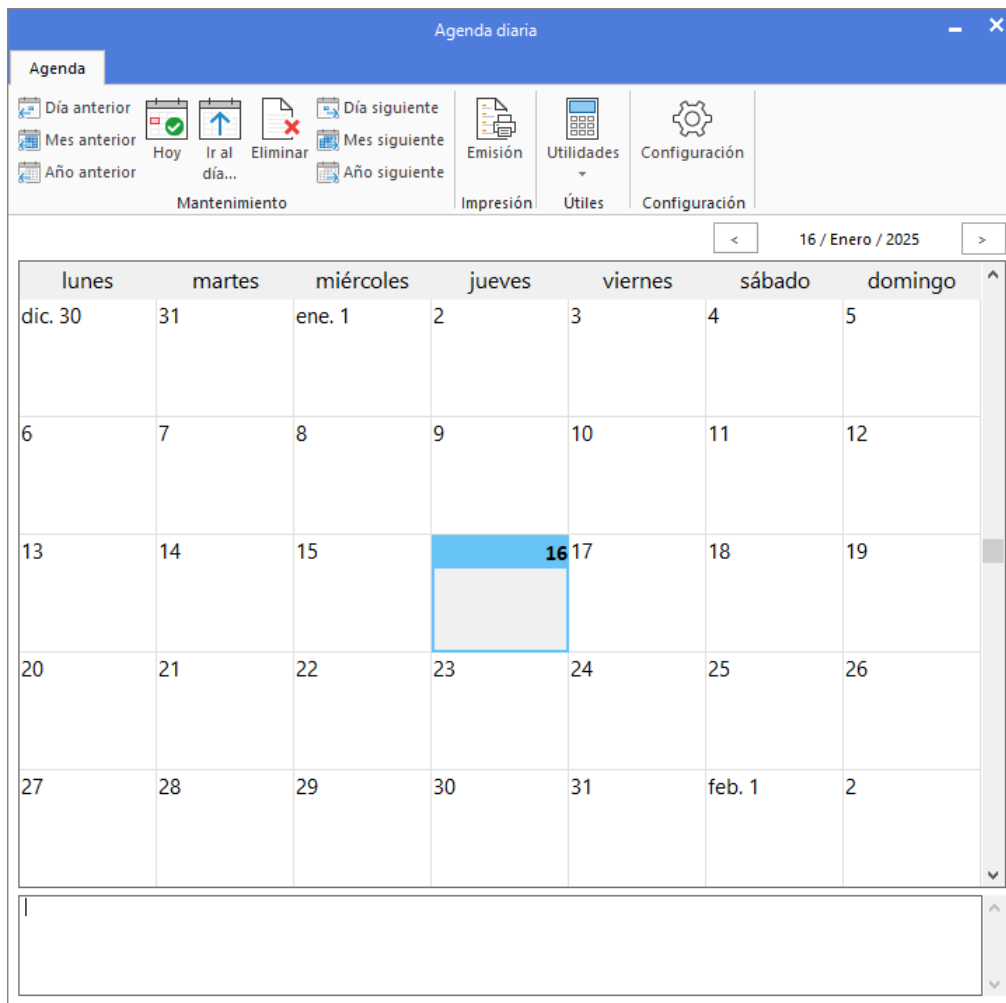 Agenda diaria
Agenda
Día anterior
Mes anterior
Año anterior
Hoy
Ir al
día...
Eliminar
Día siguiente
Mes siguiente
Año siguiente
Mantenimiento
Emisión
Impresión
Utilidades
Útiles
Configuración
Configuración
< 16 / Enero / 2025 >
lunes martes miércoles jueves viernes sábado domingo
dic. 30 31 ene. 1 2 3 4 5
6 7 8 9 10 11 12
13 14 15 16 17 18 19
20 21 22 23 24 25 26
27 28 29 30 31 feb. 1 2